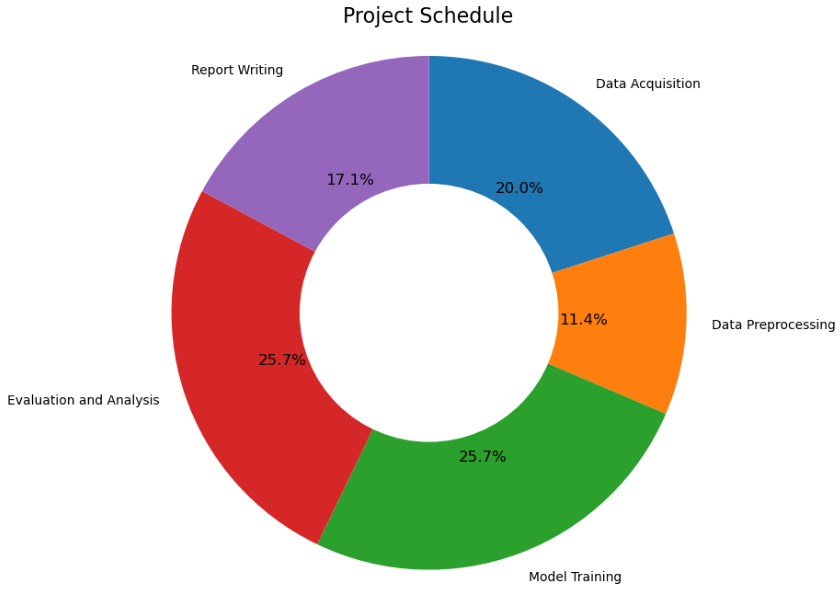 Project Schedule
Report Writing
Data Acquisition
17.1%
20.0%
11.4%
Data Preprocessing
25.7%
Evaluation and Analysis
25.7%
Model Training